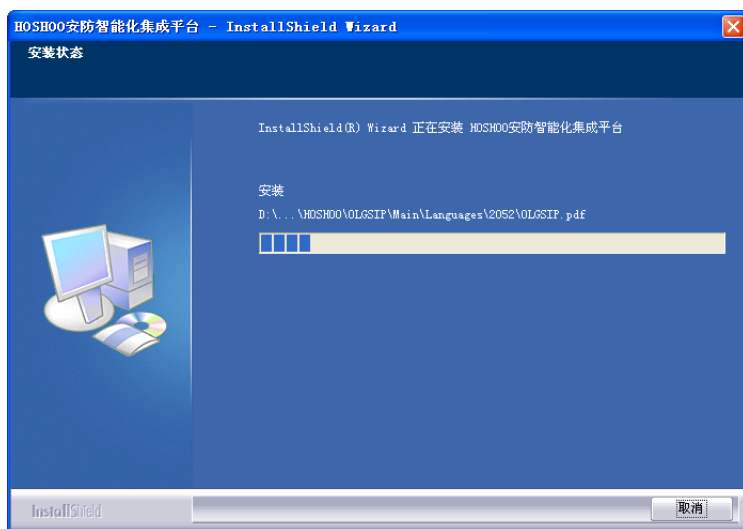 HOSHOO安防智能化集成平台 - InstallShield Wizard
安装状态
InstallShield(R) Wizard 正在安装 HOSHOO安防智能化集成平台
安装
D:\...\HOSHOO\OLGSIP\Main\Languages\2052\OLGSIP.pdf
InstallShield
取消